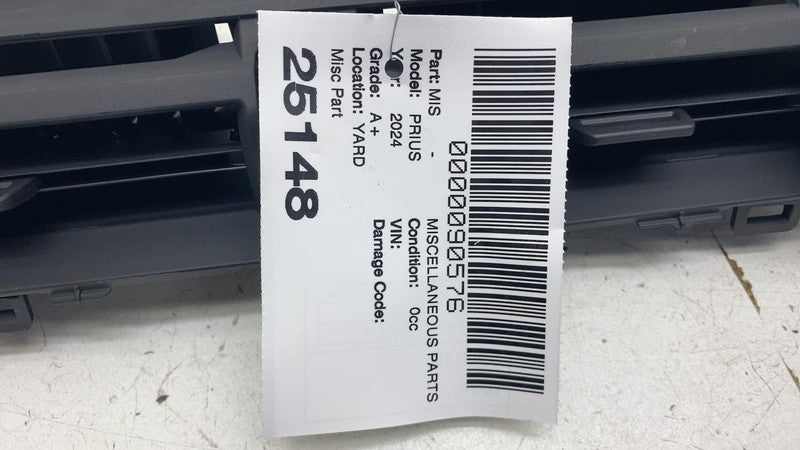 0000090576
Part: MIS - MISCELLANEOUS PARTS
Model: PRIUS Condition: 0cc
Year: 2024 VIN:
Grade: A+ Damage Code:
Location: YARD
Misc Part
25148